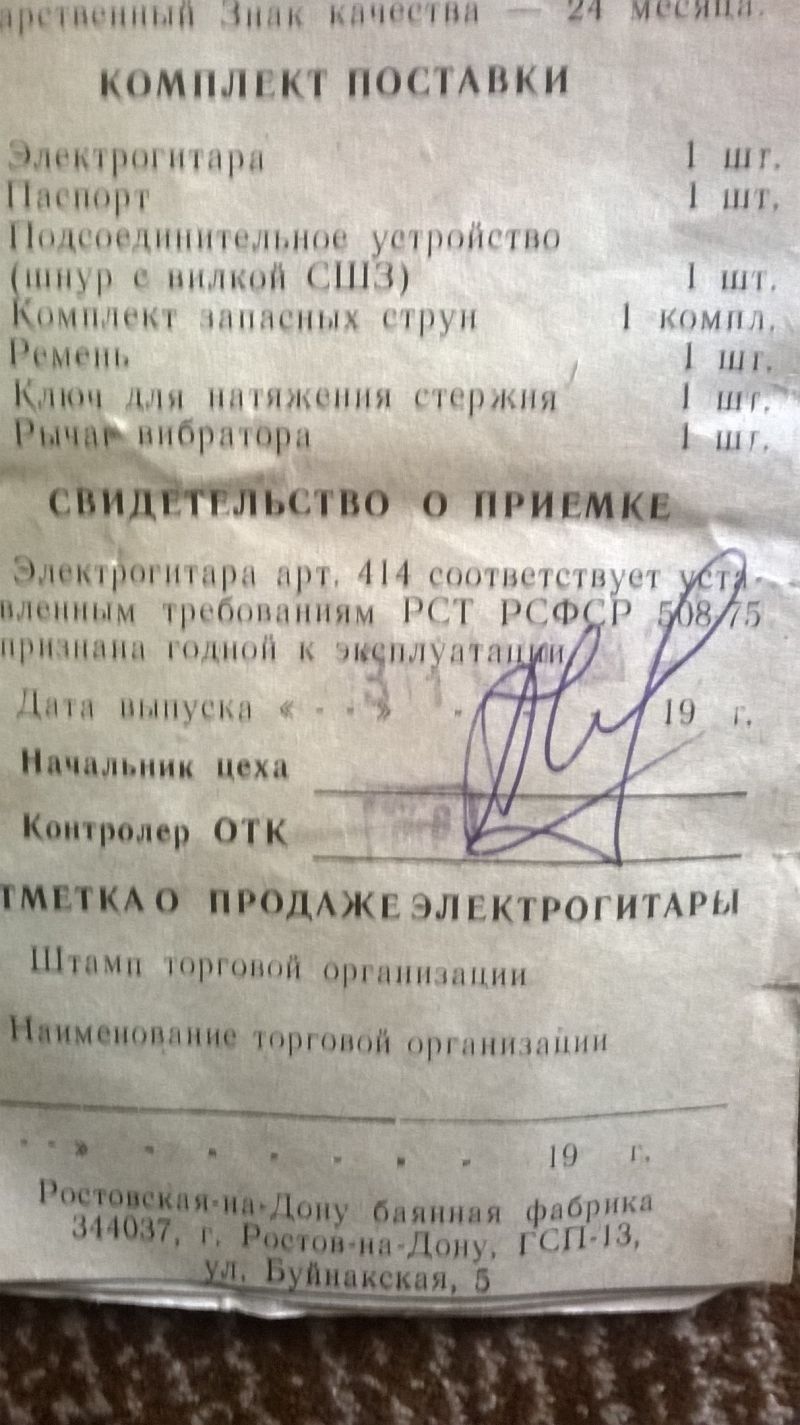 арственный Знак качества — 24 месяца.
КОМПЛЕКТ ПОСТАВКИ
Электрогитара 1 шт.
Паспорт 1 шт.
Подсоединительное устройство
(шнур с вилкой СШЗ) 1 шт.
Комплект запасных струн 1 компл.
Ремень 1 шт.
Ключ для натяжения стержня 1 шт.
Рычаг вибратора 1 шт.
СВИДЕТЕЛЬСТВО О ПРИЕМКЕ
Электрогитара арт. 414 соответствует уста-
вленным требованиям РСТ РСФСР 508/75
признана годной к эксплуатации
Дата выпуска « - - » - - 19 г.
Начальник цеха
Контролер ОТК
ТМЕТКА О ПРОДАЖЕ ЭЛЕКТРОГИТАРЫ
Штамп торговой организации
Наименование торговой организации
- - » - - - - - - 19 г.
Ростовская-на-Дону баянная фабрика
344037, г. Ростов-на-Дону, ГСП-13,
ул. Буйнакская, 5